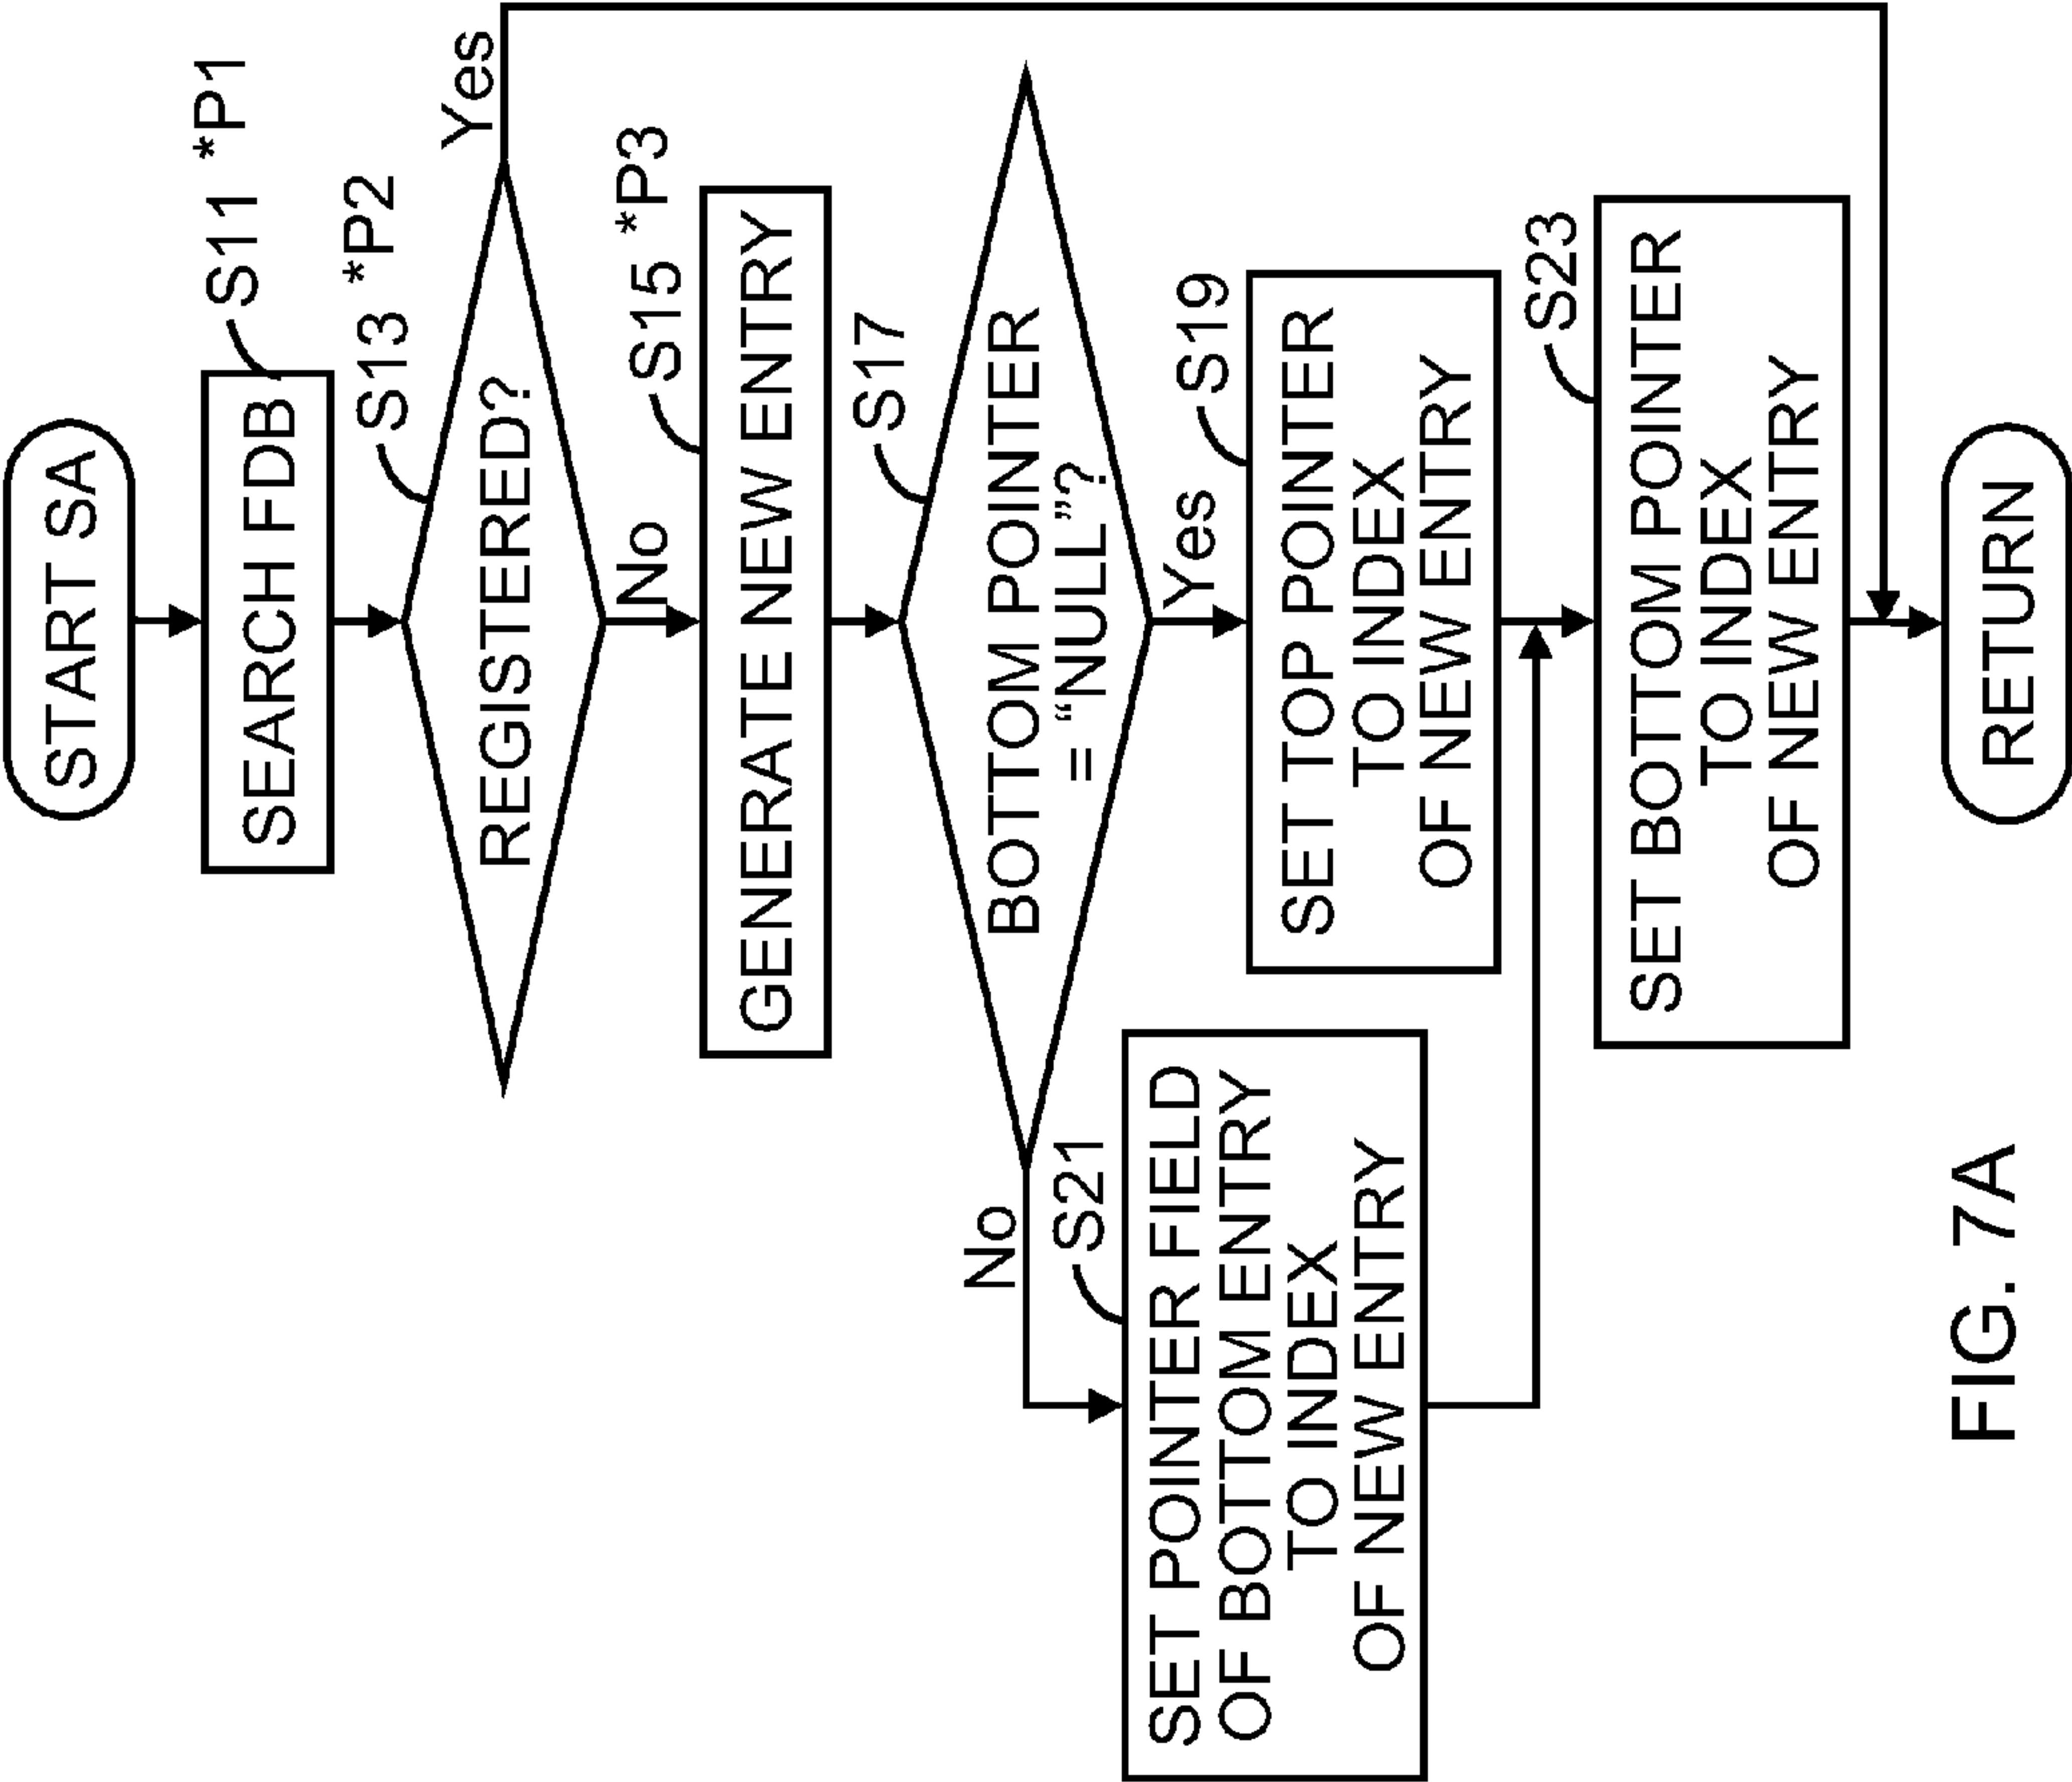 START SA
S11 *P1
SEARCH FDB
S13 *P2
REGISTERED?
Yes
No
S15 *P3
GENERATE NEW ENTRY
S17
BOTTOM POINTER
= “NULL”?
No
Yes
S21
SET POINTER FIELD
OF BOTTOM ENTRY
TO INDEX
OF NEW ENTRY
S19
SET TOP POINTER
TO INDEX
OF NEW ENTRY
S23
SET BOTTOM POINTER
TO INDEX
OF NEW ENTRY
RETURN
FIG. 7A